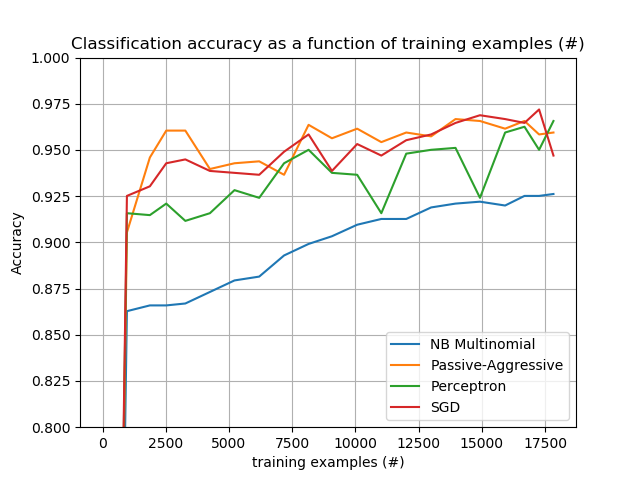 Classification accuracy as a function of training examples (#)
1.000
0.975
0.950
0.925
0.900
0.875
0.850
0.825
0.800
Accuracy
NB Multinomial
Passive-Aggressive
Perceptron
SGD
0 2500 5000 7500 10000 12500 15000 17500
training examples (#)